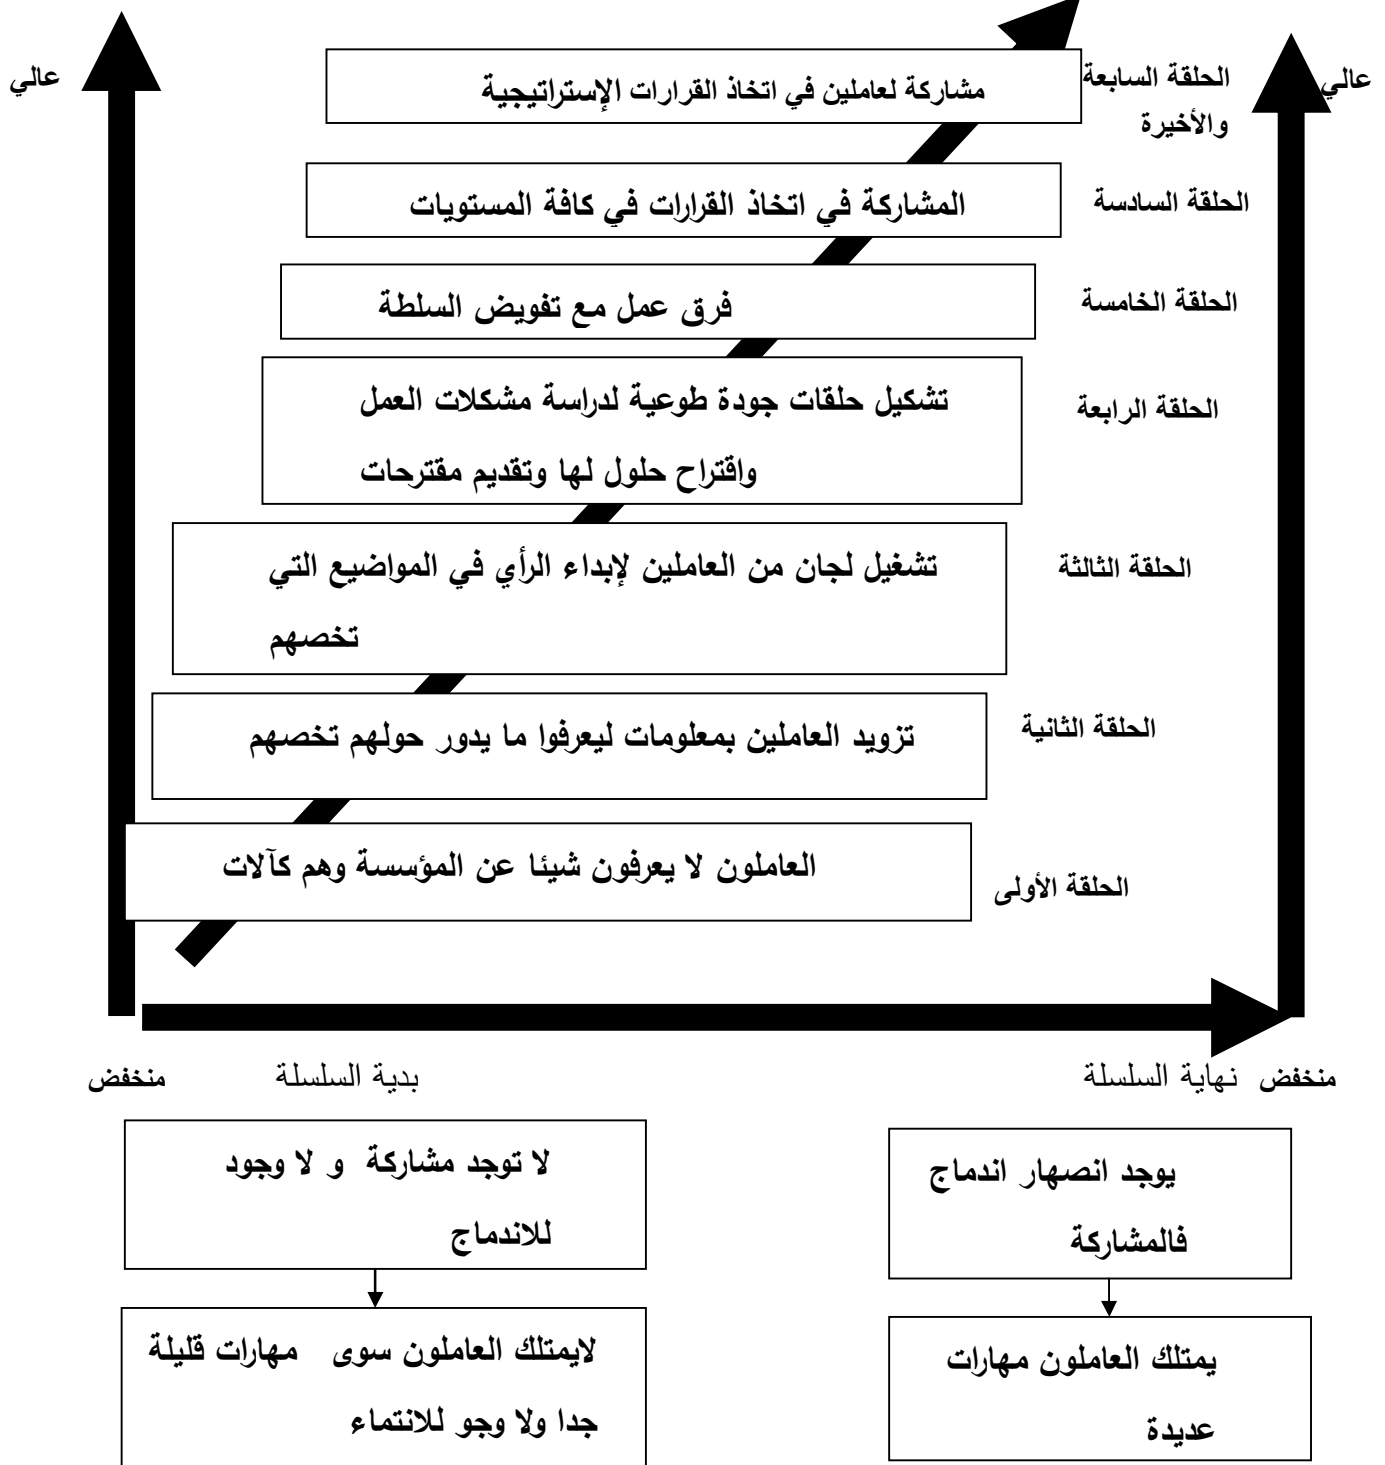 عالي
عالي
الحلقة السابعة
والأخيرة
مشاركة لعاملين في اتخاذ القرارات الإستراتيجية
الحلقة السادسة
المشاركة في اتخاذ القرارات في كافة المستويات
الحلقة الخامسة
فرق عمل مع تفويض السلطة
الحلقة الرابعة
تشكيل حلقات جودة طوعية لدراسة مشكلات العمل
واقتراح حلول لها وتقديم مقترحات
الحلقة الثالثة
تشغيل لجان من العاملين لإبداء الرأي في المواضيع التي
تخصهم
الحلقة الثانية
تزويد العاملين بمعلومات ليعرفوا ما يدور حولهم تخصهم
الحلقة الأولى
العاملون لا يعرفون شيئا عن المؤسسة وهم كآلات
منخفض نهاية السلسلة
بدية السلسلة منخفض
يوجد انصهار اندماج
فالمشاركة
يمتلك العاملون مهارات
عديدة
لا توجد مشاركة و لا وجود
للاندماج
لايمتلك العاملون سوى مهارات قليلة
جدا ولا وجو للانتماء